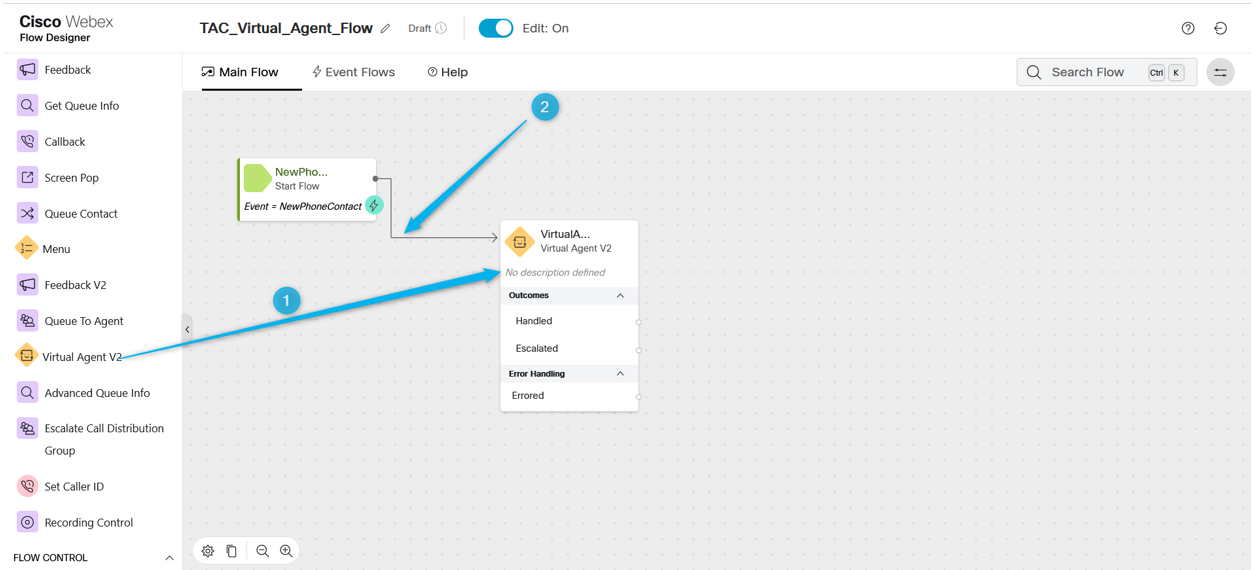 Cisco Webex
Flow Designer
TAC_Virtual_Agent_Flow
Draft
Edit: On
Feedback
Get Queue Info
Callback
Screen Pop
Queue Contact
Menu
Feedback V2
Queue To Agent
Virtual Agent V2
Advanced Queue Info
Escalate Call Distribution
Group
Set Caller ID
Recording Control
FLOW CONTROL
Main Flow
Event Flows
Help
Search Flow
Ctrl
K
2
NewPho...
Start Flow
Event = NewPhoneContact
VirtualA...
Virtual Agent V2
No description defined
1
Outcomes
Handled
Escalated
Error Handling
Errored